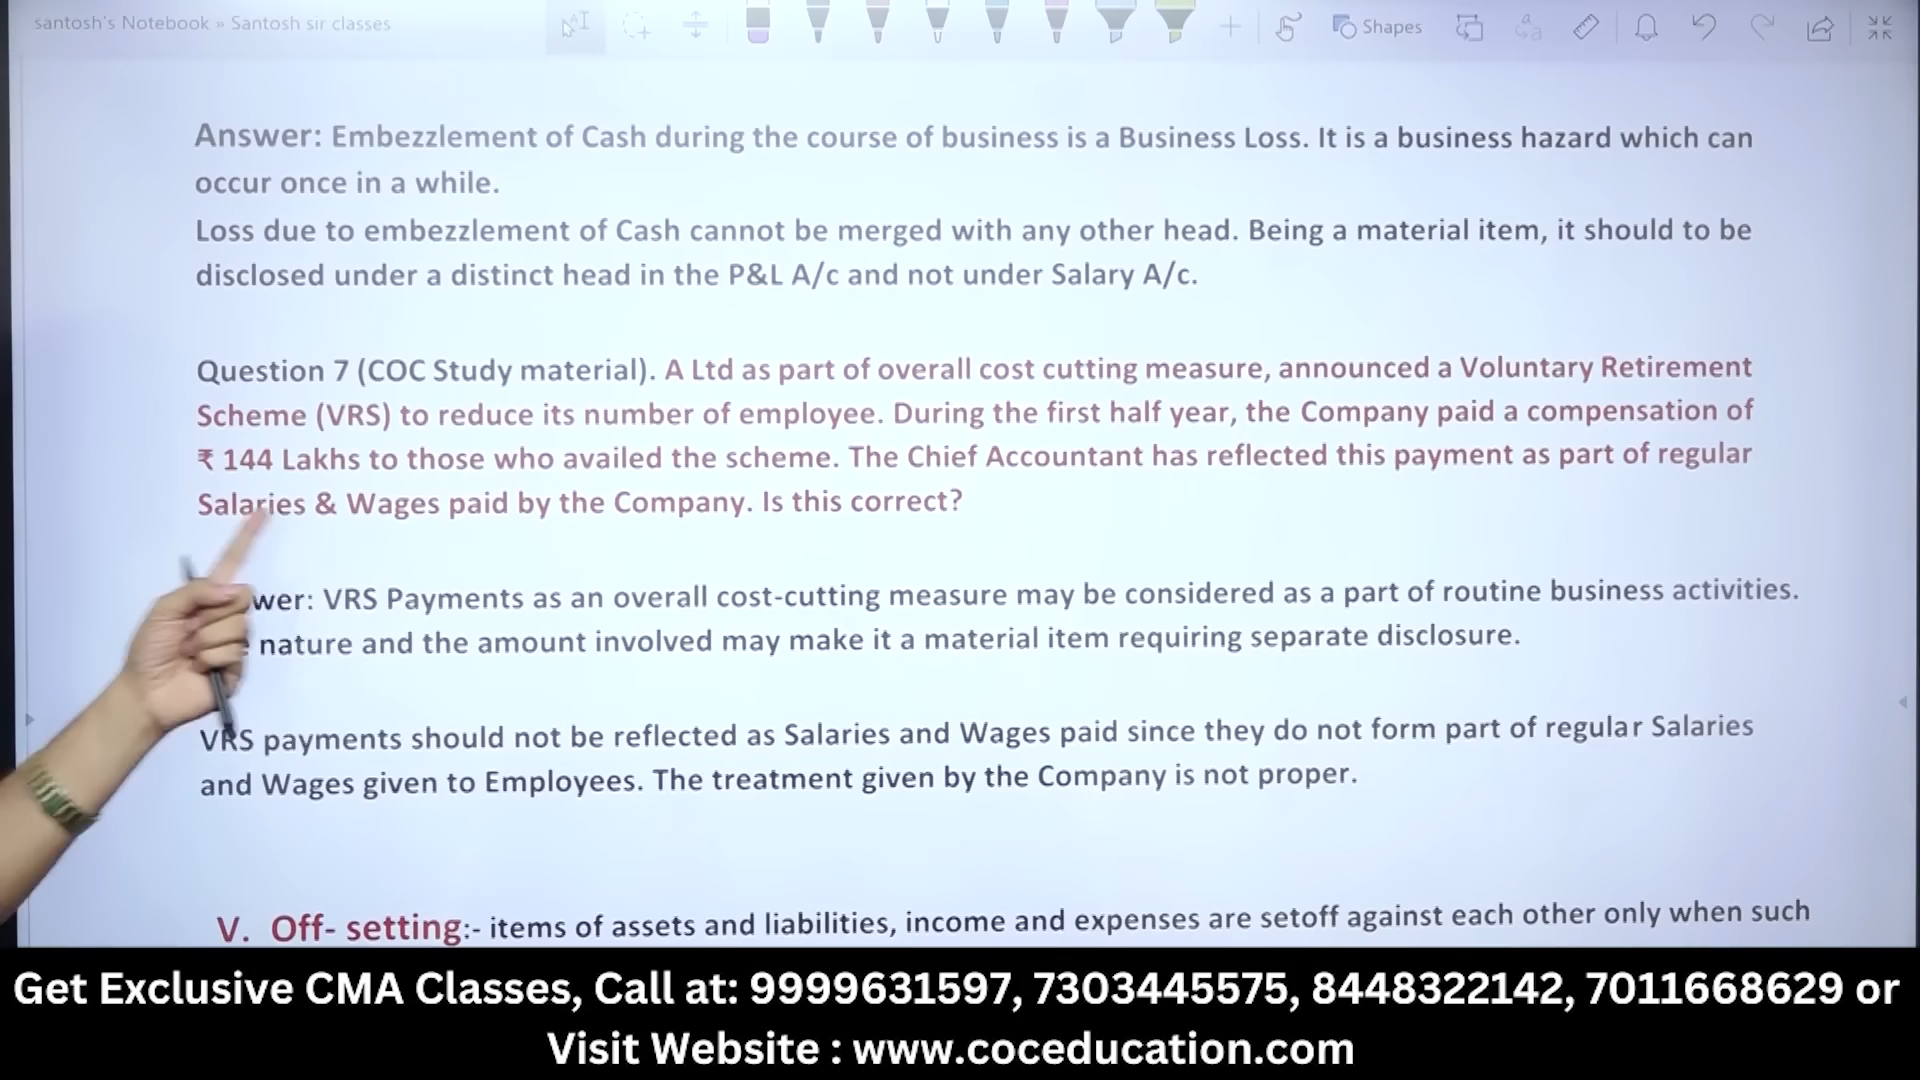 santosh's Notebook » Santosh sir classes
Shapes
Answer: Embezzlement of Cash during the course of business is a Business Loss. It is a business hazard which can
occur once in a while.
Loss due to embezzlement of Cash cannot be merged with any other head. Being a material item, it should to be
disclosed under a distinct head in the P&L A/c and not under Salary A/c.
Question 7 (COC Study material). A Ltd as part of overall cost cutting measure, announced a Voluntary Retirement
Scheme (VRS) to reduce its number of employee. During the first half year, the Company paid a compensation of
₹ 144 Lakhs to those who availed the scheme. The Chief Accountant has reflected this payment as part of regular
Salaries & Wages paid by the Company. Is this correct?
wer: VRS Payments as an overall cost-cutting measure may be considered as a part of routine business activities.
nature and the amount involved may make it a material item requiring separate disclosure.
VRS payments should not be reflected as Salaries and Wages paid since they do not form part of regular Salaries
and Wages given to Employees. The treatment given by the Company is not proper.
V. Off- setting:- items of assets and liabilities, income and expenses are setoff against each other only when such
Get Exclusive CMA Classes, Call at: 9999631597, 7303445575, 8448322142, 7011668629 or
Visit Website : www.coceducation.com